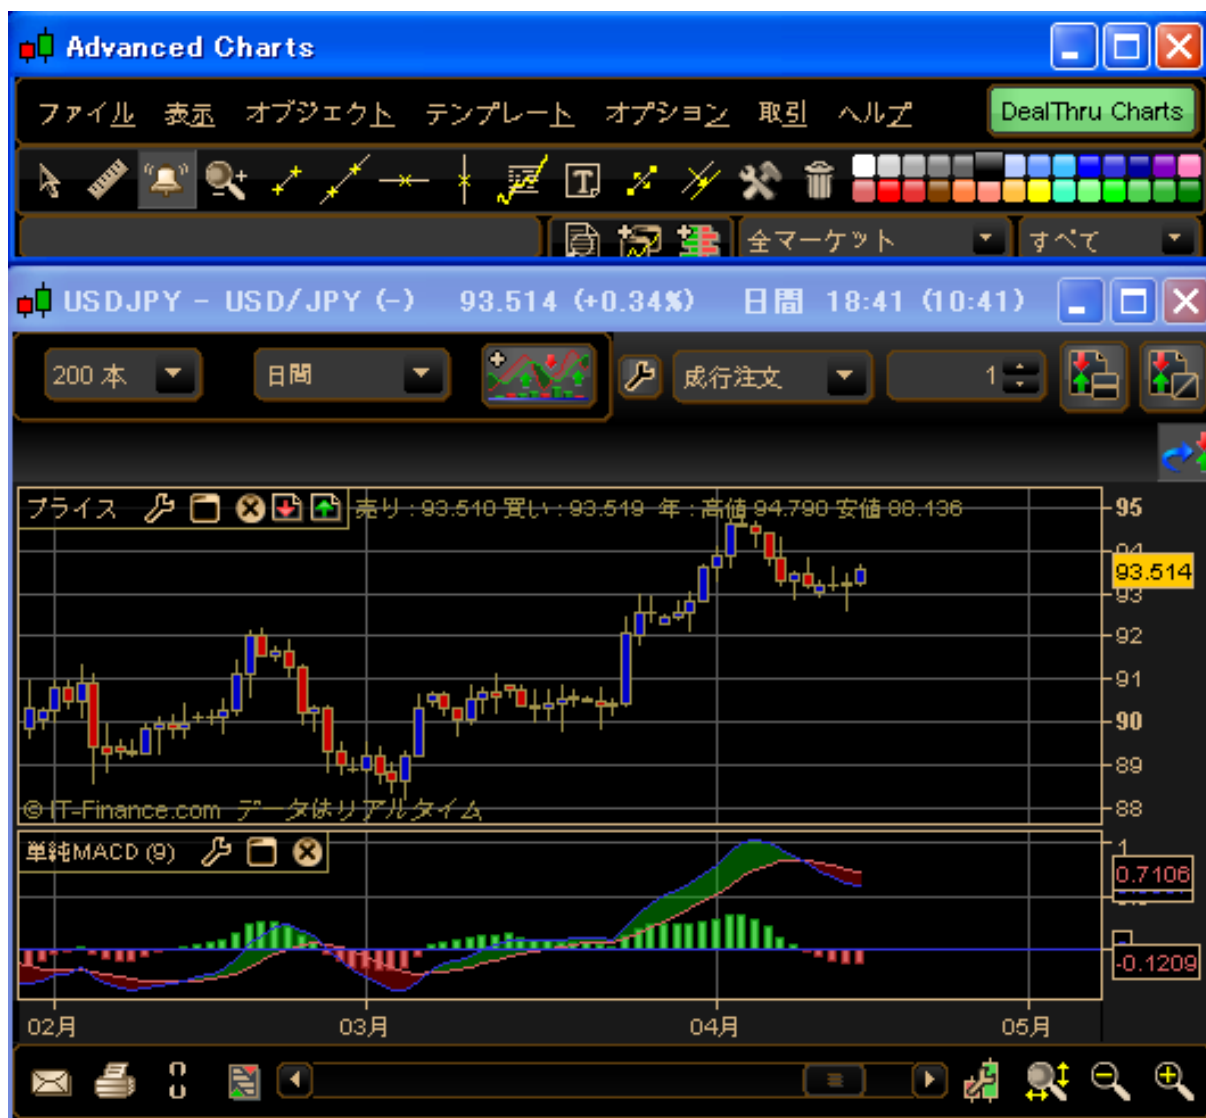 Advanced Charts
ファイル 表示 オブジェクト テンプレート オプション 取引 ヘルプ DealThru Charts
全マーケット すべて
USDJPY - USD/JPY (-) 93.514 (+0.34%) 日間 18:41 (10:41)
200 本 日間 成行注文 1
プライス 売り : 93.510 買い : 93.519 年 : 高値 94.790 安値 88.136
95
94
93.514
93
92
91
90
89
88
© IT-Finance.com データはリアルタイム
単純MACD (9)
1
0.7106
-0.1209
02月 03月 04月 05月